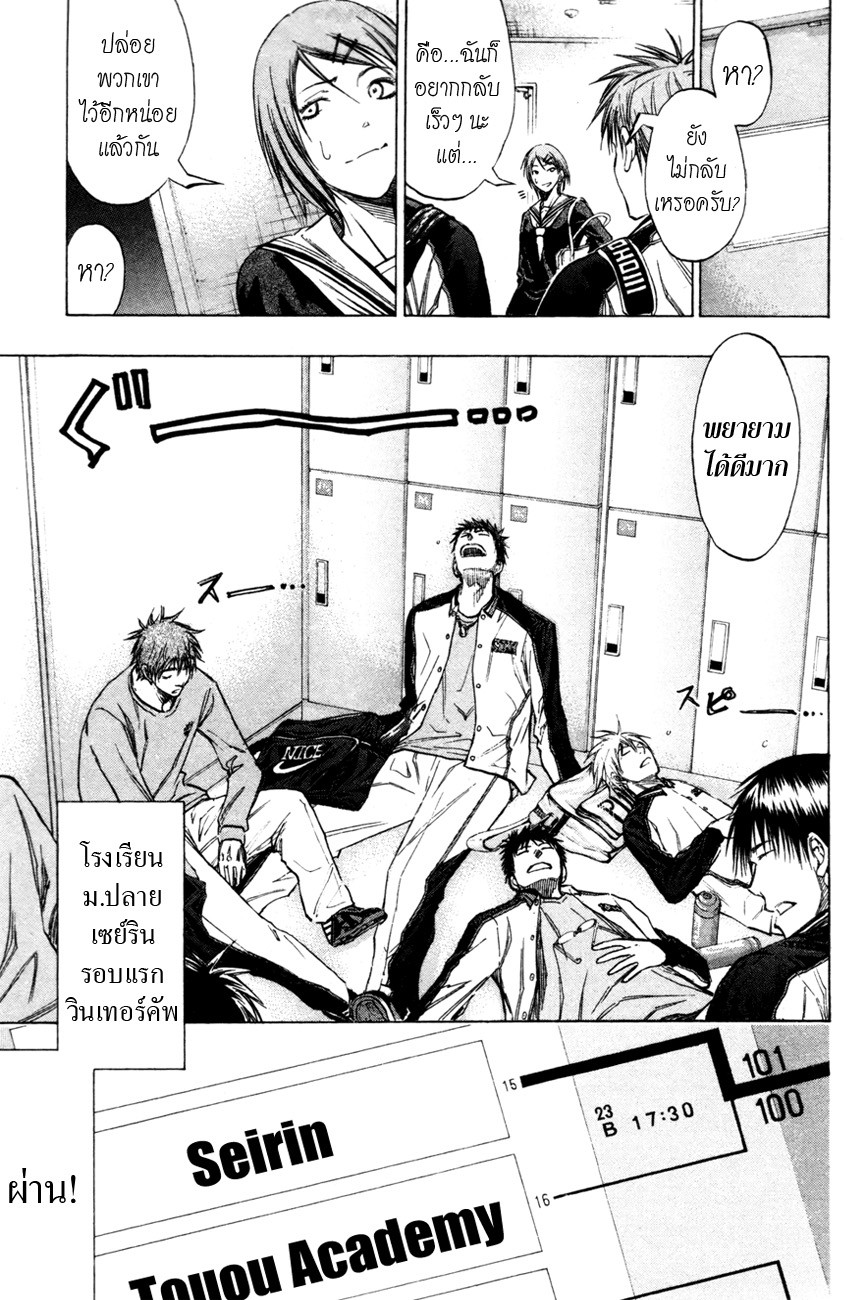 หา?
ยัง
ไม่กลับ
เหรอครับ?
คือ...ฉันก็
อยากกลับ
เร็วๆ นะ
แต่...
ปล่อย
พวกเขา
ไว้อีกหน่อย
แล้วกัน
หา?
พยายาม
ได้ดีมาก
ぐ
スー...
NICE
スピー...
โรงเรียน
ม.ปลาย
เซย์ริน
รอบแรก
วินเทอร์คัพ
ผ่าน!
Seirin
15
101
100
23
B 17:30
16
Touou Academy